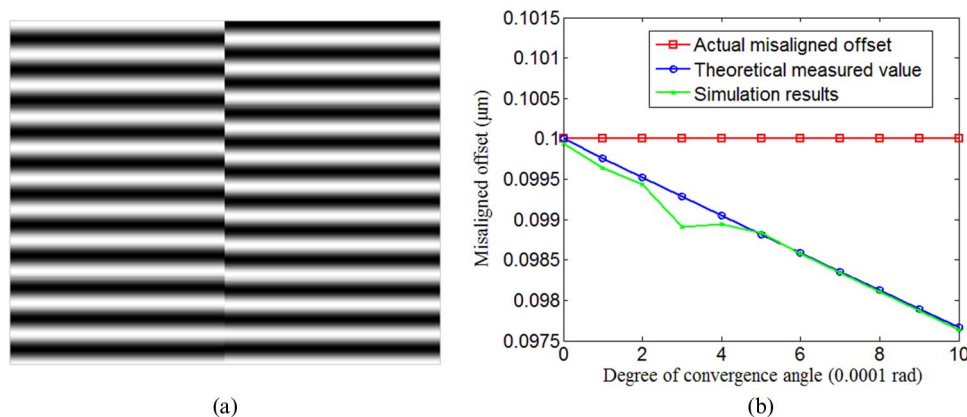 0.1015
0.101
0.1005
0.1
0.0995
0.099
0.0985
0.098
0.0975
Misaligned offset (μm)
Actual misaligned offset
Theoretical measured value
Simulation results
0 2 4 6 8 10
Degree of convergence angle (0.0001 rad)
(a) (b)